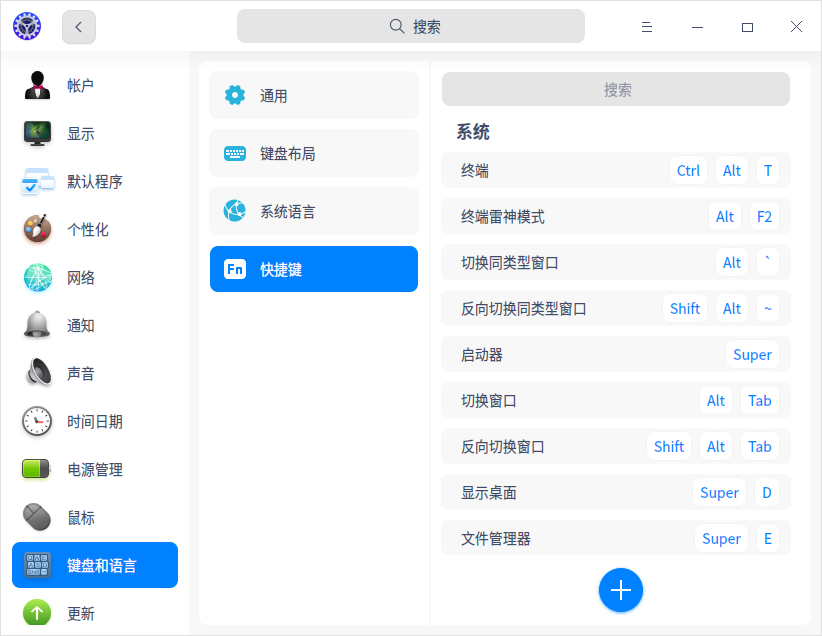 搜索
帐户
显示
默认程序
个性化
网络
通知
声音
时间日期
电源管理
鼠标
键盘和语言
更新
通用
键盘布局
系统语言
Fn 快捷键
搜索
系统
终端 Ctrl Alt T
终端雷神模式 Alt F2
切换同类型窗口 Alt `
反向切换同类型窗口 Shift Alt ~
启动器 Super
切换窗口 Alt Tab
反向切换窗口 Shift Alt Tab
显示桌面 Super D
文件管理器 Super E